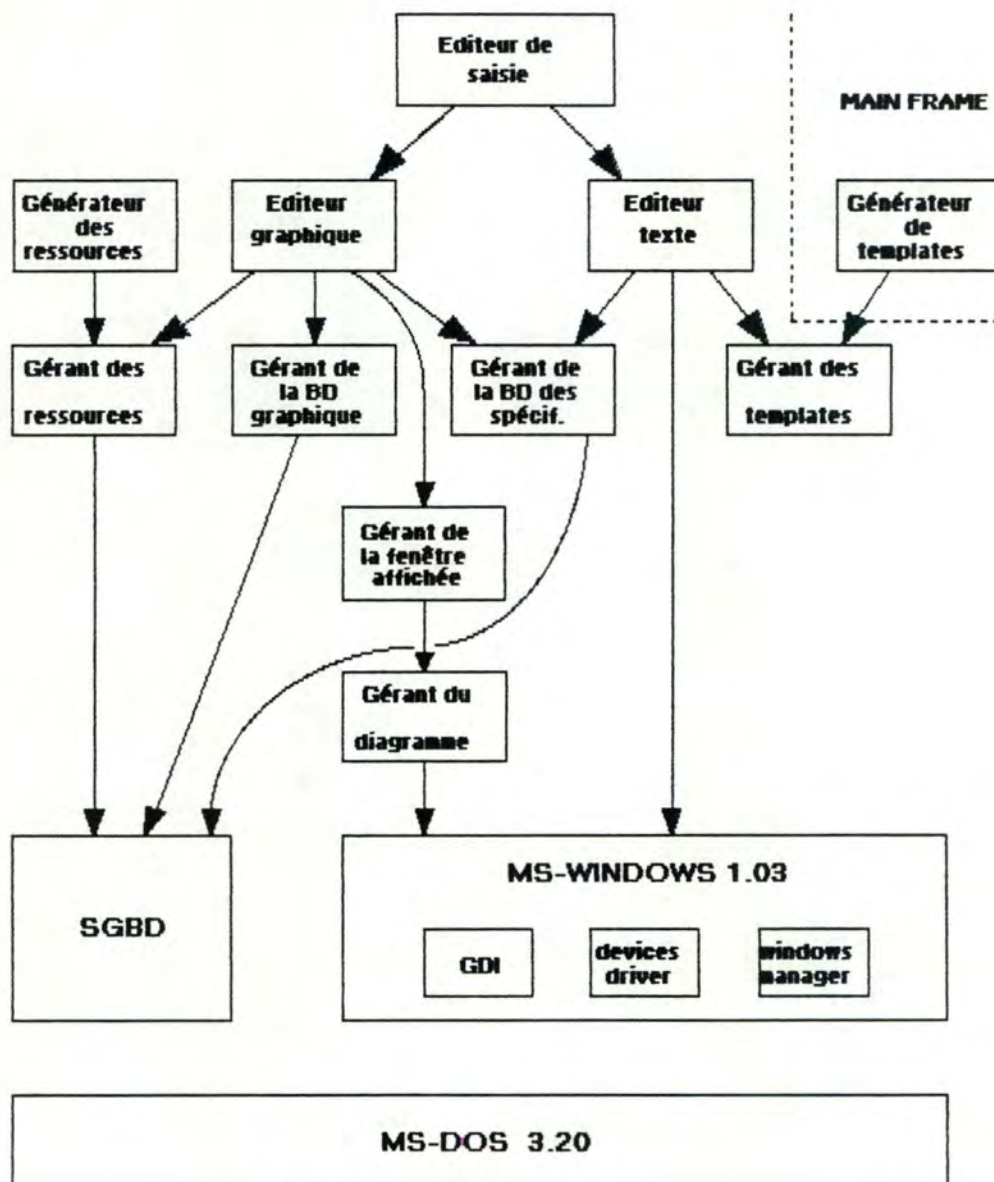 Editeur de
saisie
MAIN FRAME
Générateur
des
ressources
Editeur
graphique
Editeur
texte
Générateur
de
templates
Gérant des
ressources
Gérant de
la BD
graphique
Gérant de
la BD des
spécif.
Gérant des
templates
Gérant de
la fenêtre
affichée
Gérant du
diagramme
SGBD
MS-WINDOWS 1.03
GDI
devices
driver
windows
manager
MS-DOS 3.20